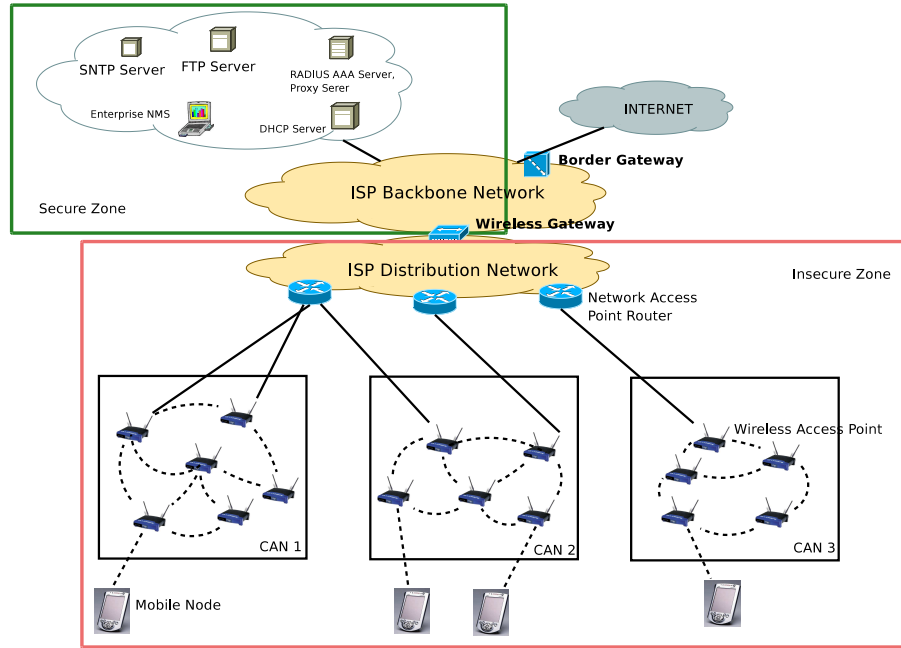 SNTP Server
FTP Server
RADIUS AAA Server,
Proxy Serer
Enterprise NMS
DHCP Server
INTERNET
Border Gateway
ISP Backbone Network
Secure Zone
Wireless Gateway
ISP Distribution Network
Insecure Zone
Network Access
Point Router
Wireless Access Point
CAN 1
CAN 2
CAN 3
Mobile Node